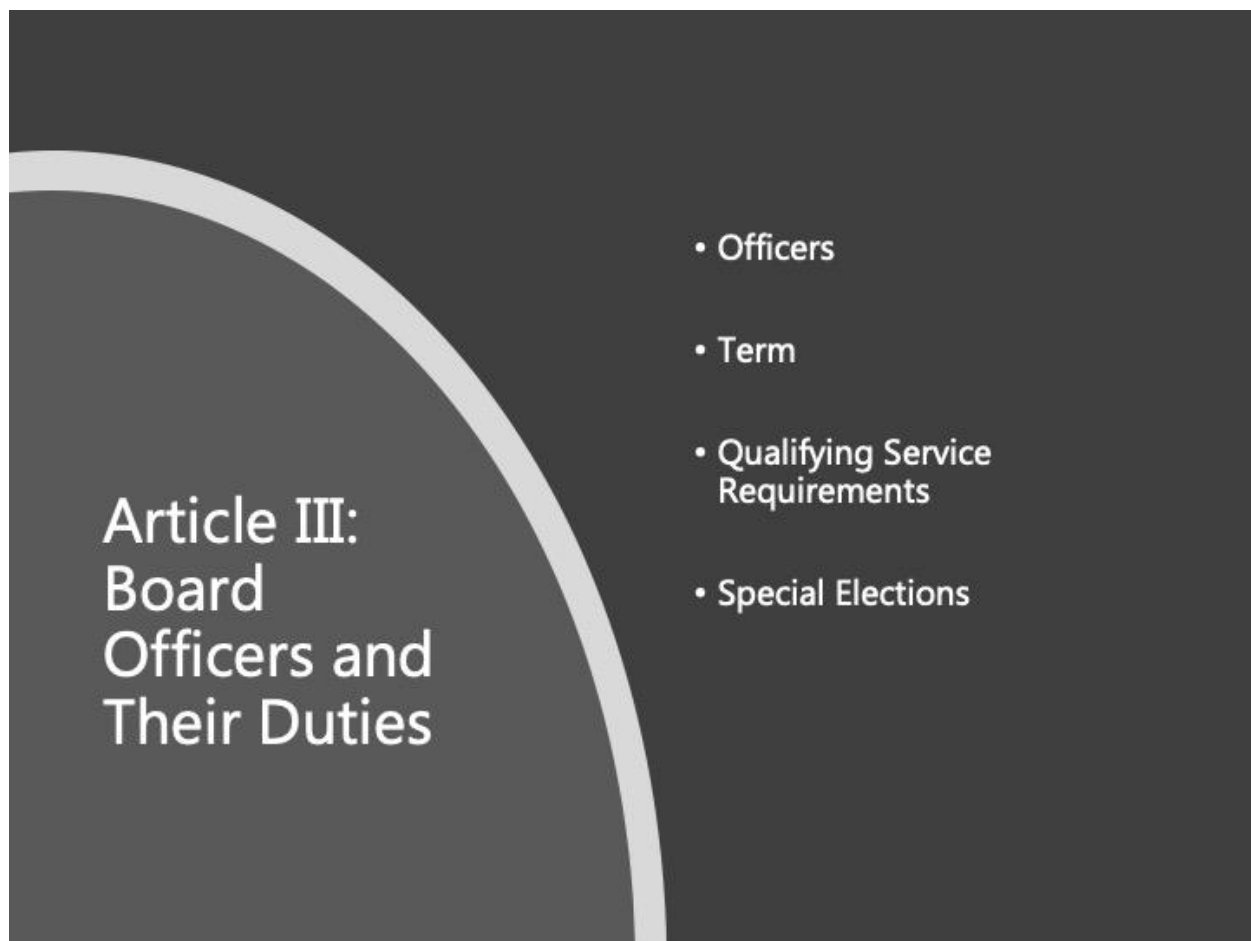 Article III:
Board
Officers and
Their Duties
• Officers
• Term
• Qualifying Service
Requirements
• Special Elections